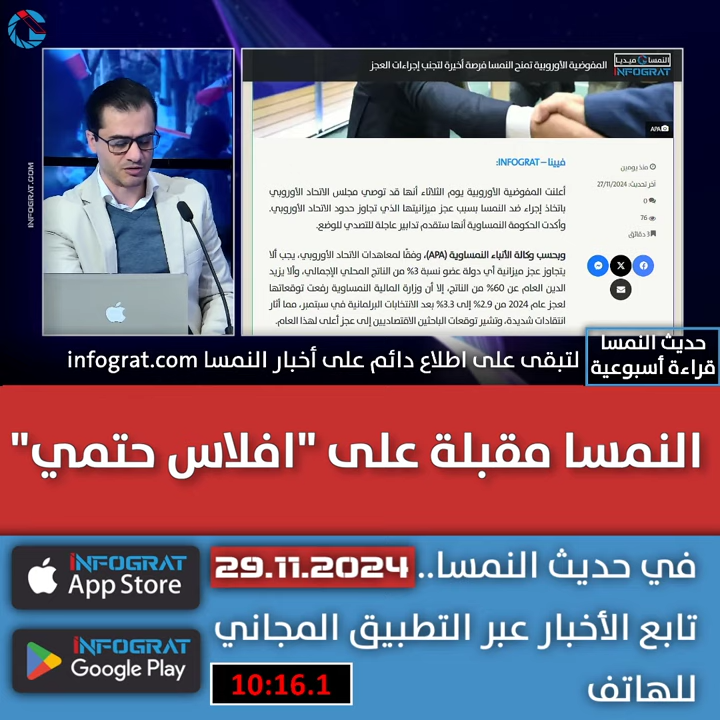 المفوضية الأوروبية تمنح النمسا فرصة أخيرة لتجنب إجراءات العجز
النمسا ميديا
INFOGRAT
APA
INFOGRAT.COM
فيينا – INFOGRAT:
أعلنت المفوضية الأوروبية يوم الثلاثاء أنها قد توصي مجلس الاتحاد الأوروبي
باتخاذ إجراء ضد النمسا بسبب عجز ميزانيتها الذي تجاوز حدود الاتحاد الأوروبي.
وأكدت الحكومة النمساوية أنها ستقدم تدابير عاجلة للتصدي للوضع.
وبحسب وكالة الأنباء النمساوية (APA)، وفقًا لمعاهدات الاتحاد الأوروبي، يجب ألا
يتجاوز عجز ميزانية أي دولة عضو نسبة 3% من الناتج المحلي الإجمالي، وألا يزيد
الدين العام عن 60% من الناتج. إلا أن وزارة المالية النمساوية رفعت توقعاتها
لعجز عام 2024 من 2.9% إلى 3.3% بعد الانتخابات البرلمانية في سبتمبر، مما أثار
انتقادات شديدة، وتشير توقعات الباحثين الاقتصاديين إلى عجز أعلى لهذا العام.
منذ يومين
آخر تحديث: 27/11/2024
0
76
3 دقائق
حديث النمسا
قراءة أسبوعية
لتبقى على اطلاع دائم على أخبار النمسا infograt.com
النمسا مقبلة على "افلاس حتمي"
في حديث النمسا.. 29.11.2024
تابع الأخبار عبر التطبيق المجاني
للهاتف
10:16.1
INFOGRAT
App Store
INFOGRAT
Google Play